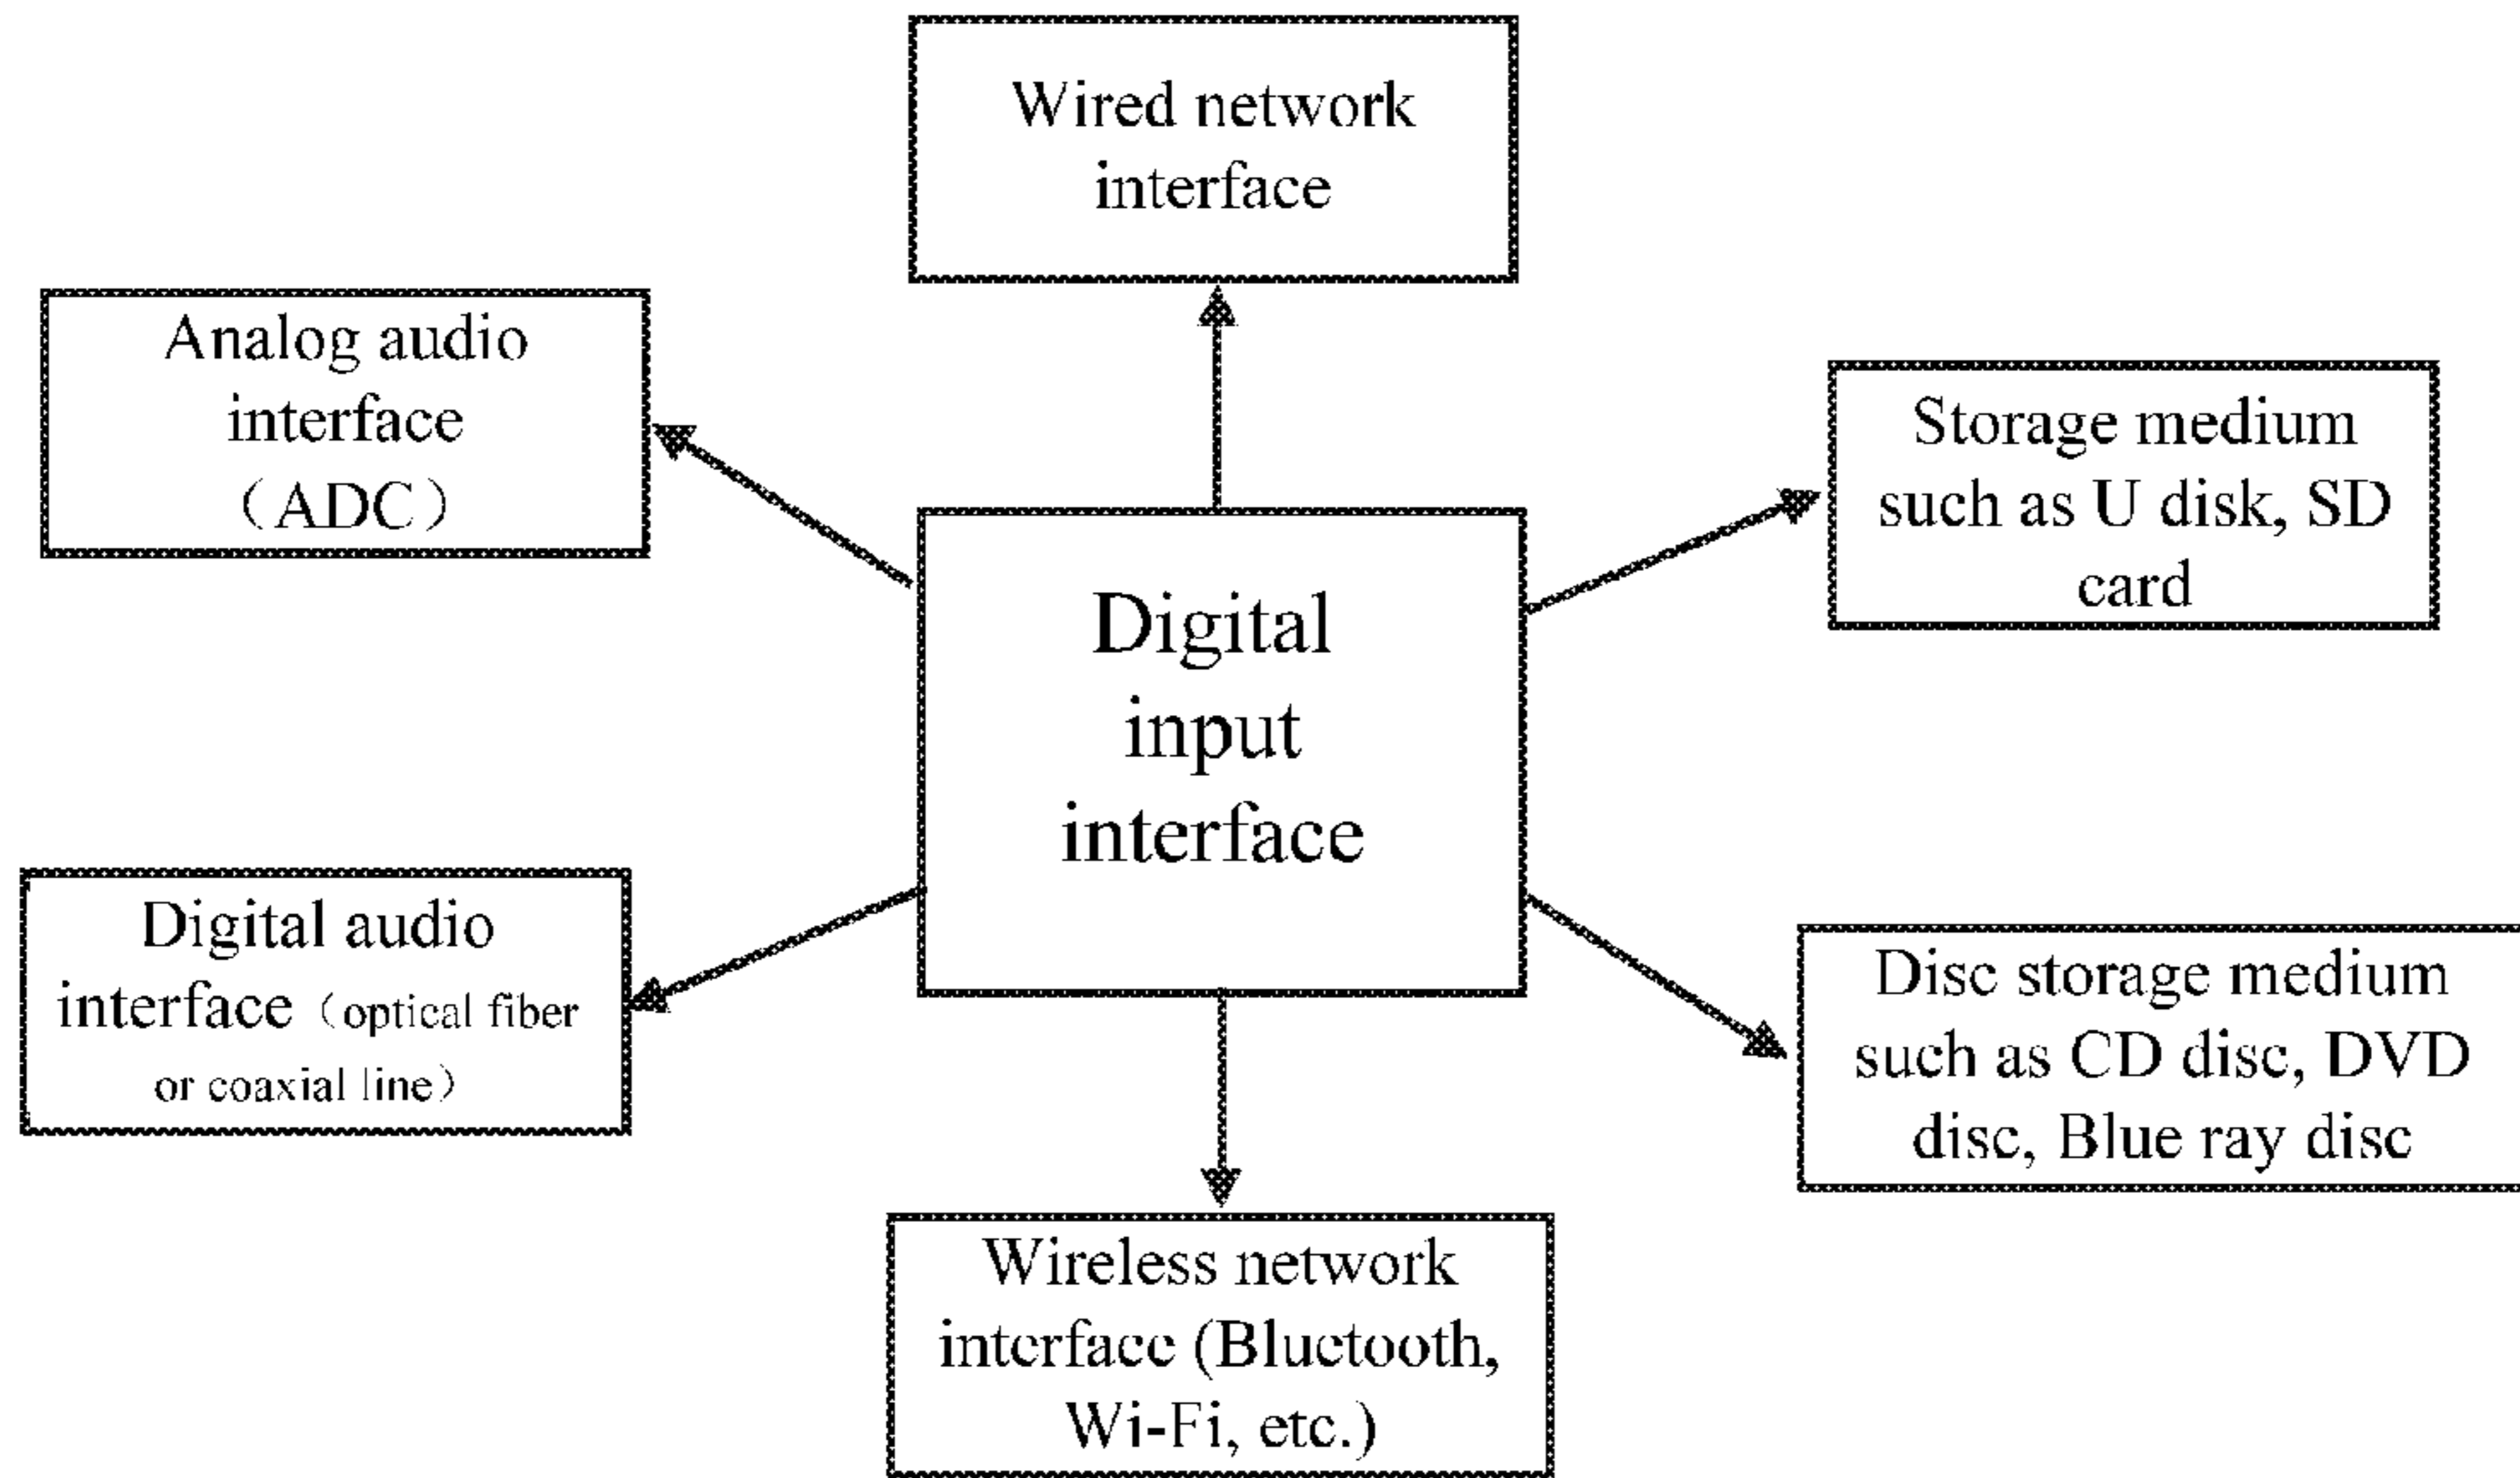 Wired network
interface
Analog audio
interface
（ADC）
Storage medium
such as U disk, SD
card
Digital
input
interface
Digital audio
interface（optical fiber
or coaxial line）
Disc storage medium
such as CD disc, DVD
disc, Blue ray disc
Wireless network
interface (Bluetooth,
Wi-Fi, etc.)